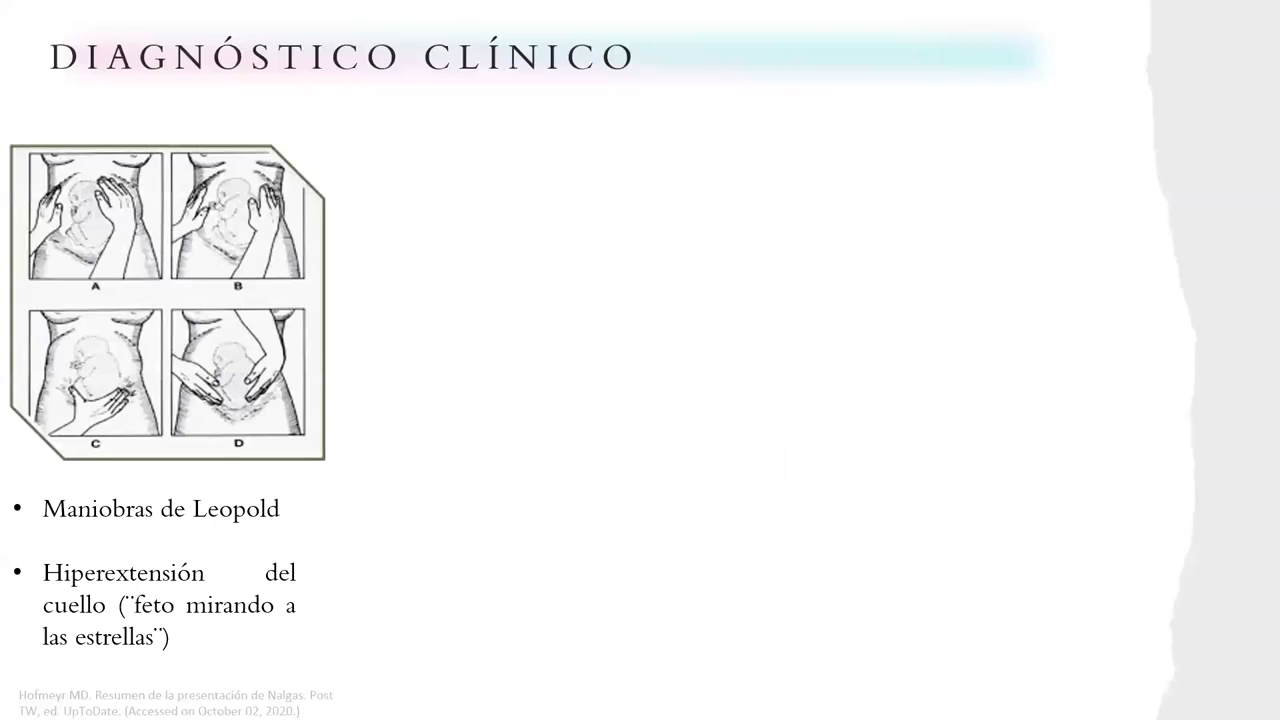 DIAGNÓSTICO CLÍNICO
A
B
C
D
• Maniobras de Leopold
• Hiperextensión del
cuello (¨feto mirando a
las estrellas¨)
Hofmeyr MD. Resumen de la presentación de Nalgas. Post
TW, ed. UpToDate. (Accessed on October 02, 2020.)